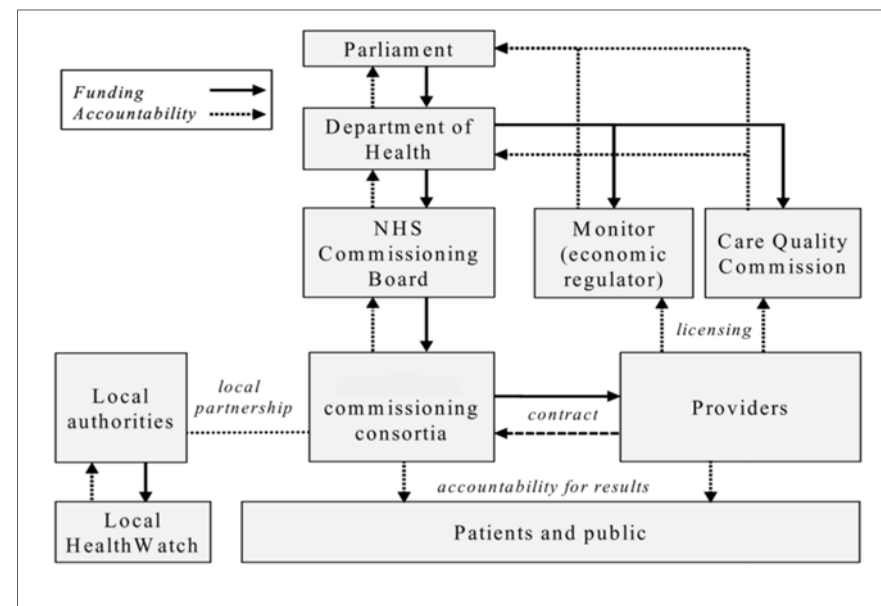 Parliament
Funding
Accountability
Department of
Health
NHS
Commissioning
Board
Monitor
(economic
regulator)
Care Quality
Commission
licensing
Local
authorities
local
partnership
commissioning
consortia
contract
Providers
accountability for results
Local
HealthWatch
Patients and public